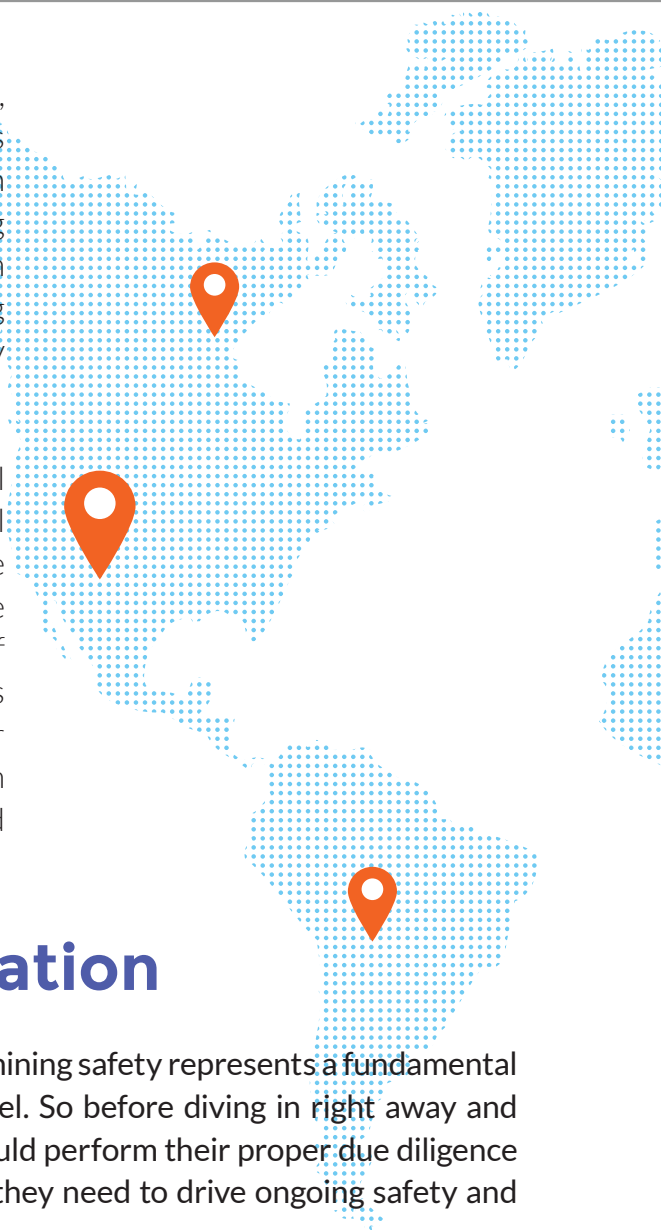 ation
mining safety represents a fundamental
el. So before diving in right away and
uld perform their proper due diligence
they need to drive ongoing safety and